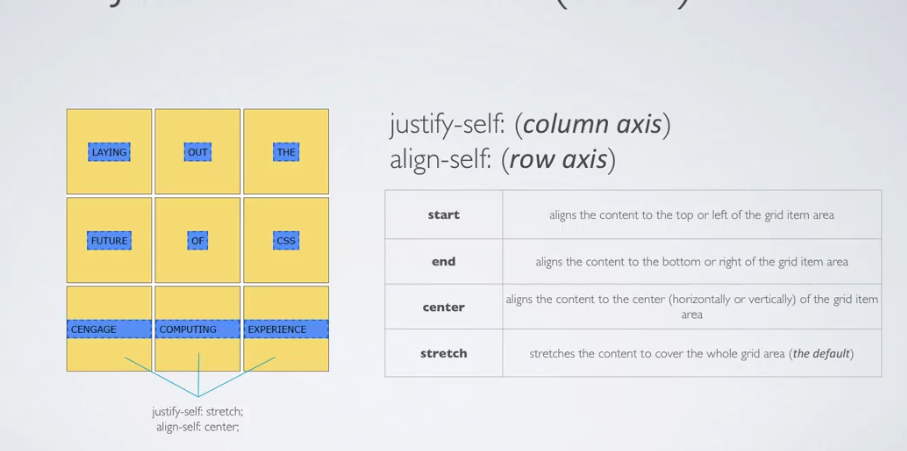 LAYING OUT THE
FUTURE OF CSS
CENGAGE COMPUTING EXPERIENCE
justify-self: stretch;
align-self: center;
justify-self: (column axis)
align-self: (row axis)
start aligns the content to the top or left of the grid item area
end aligns the content to the bottom or right of the grid item area
center aligns the content to the center (horizontally or vertically) of the grid item
area
stretch stretches the content to cover the whole grid area (the default)